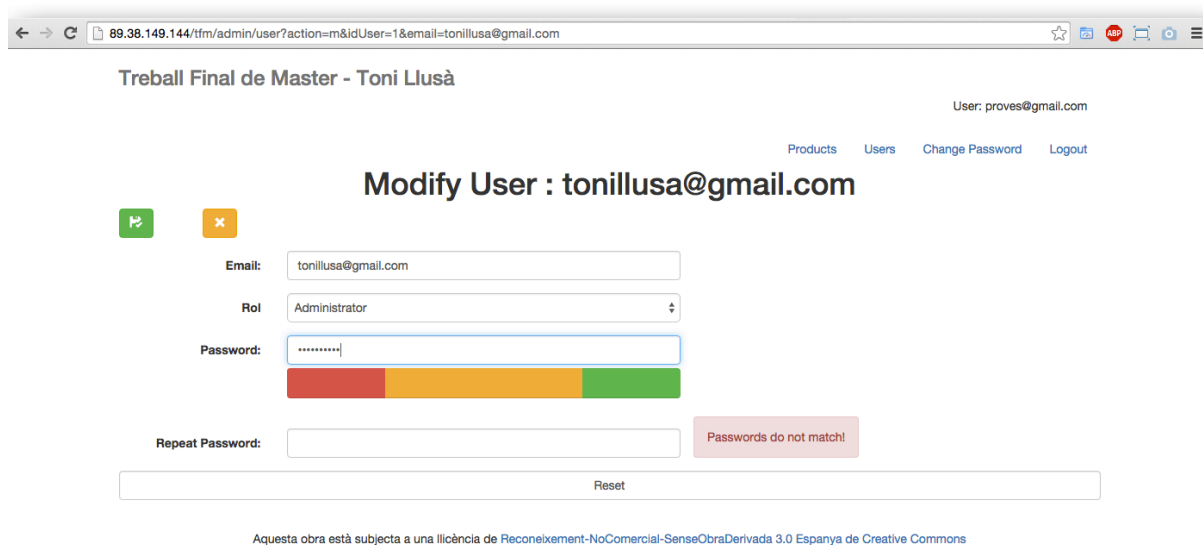 89.38.149.144/tfm/admin/user?action=m&idUser=1&email=tonillusa@gmail.com
ABP
Treball Final de Master - Toni Llusà
User: proves@gmail.com
Products Users Change Password Logout
Modify User : tonillusa@gmail.com
Email: tonillusa@gmail.com
Rol Administrator
Password: ••••••••••
Repeat Password: Passwords do not match!
Reset
Aquesta obra està subjecta a una llicència de Reconeixement-NoComercial-SenseObraDerivada 3.0 Espanya de Creative Commons